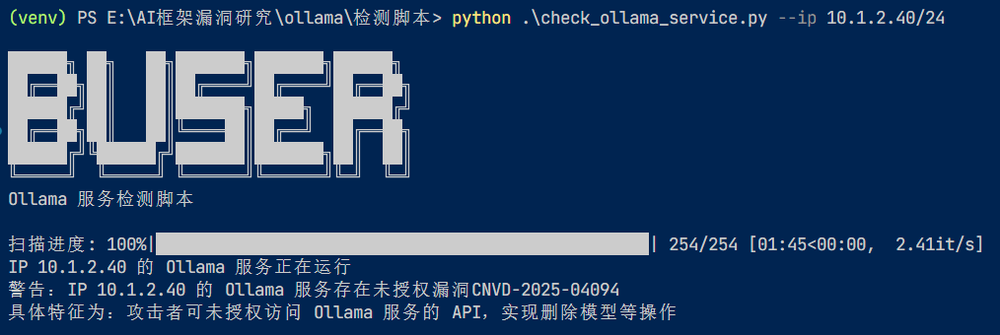 (venv) PS E:\AI框架漏洞研究\ollama\检测脚本> python .\check_ollama_service.py --ip 10.1.2.40/24
BUSER
Ollama 服务检测脚本
扫描进度: 100%| | 254/254 [01:45<00:00,  2.41it/s]
IP 10.1.2.40 的 Ollama 服务正在运行
警告: IP 10.1.2.40 的 Ollama 服务存在未授权漏洞CNVD-2025-04094
具体特征为: 攻击者可未授权访问 Ollama 服务的 API, 实现删除模型等操作